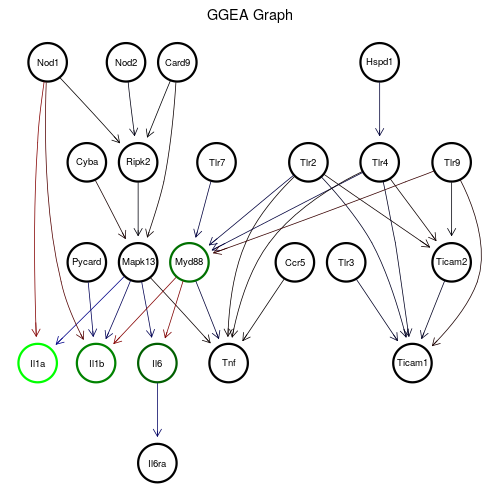 GGEA Graph
Nod1 Nod2 Card9 Hspd1
Cyba Ripk2 Tlr7 Tlr2 Tlr4 Tlr9
Pycard Mapk13 Myd88 Ccr5 Tlr3 Ticam2
Il1a Il1b Il6 Tnf Ticam1
Il6ra